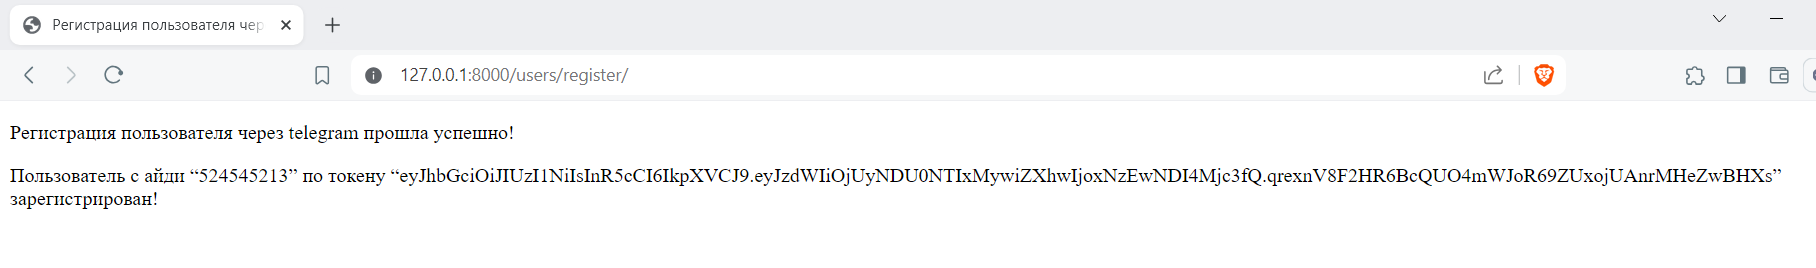 Регистрация пользователя чер
127.0.0.1:8000/users/register/
Регистрация пользователя через telegram прошла успешно!
Пользователь с айди “524545213” по токену “eyJhbGciOiJIUzI1NiIsInR5cCI6IkpXVCJ9.eyJzdWIiOjUyNDU0NTIxMywiZXhwIjoxNzEwNDI4Mjc3fQ.qrexnV8F2HR6BcQUO4mWJoR69ZUxojUAnrMHeZwBHXs”
зарегистрирован!